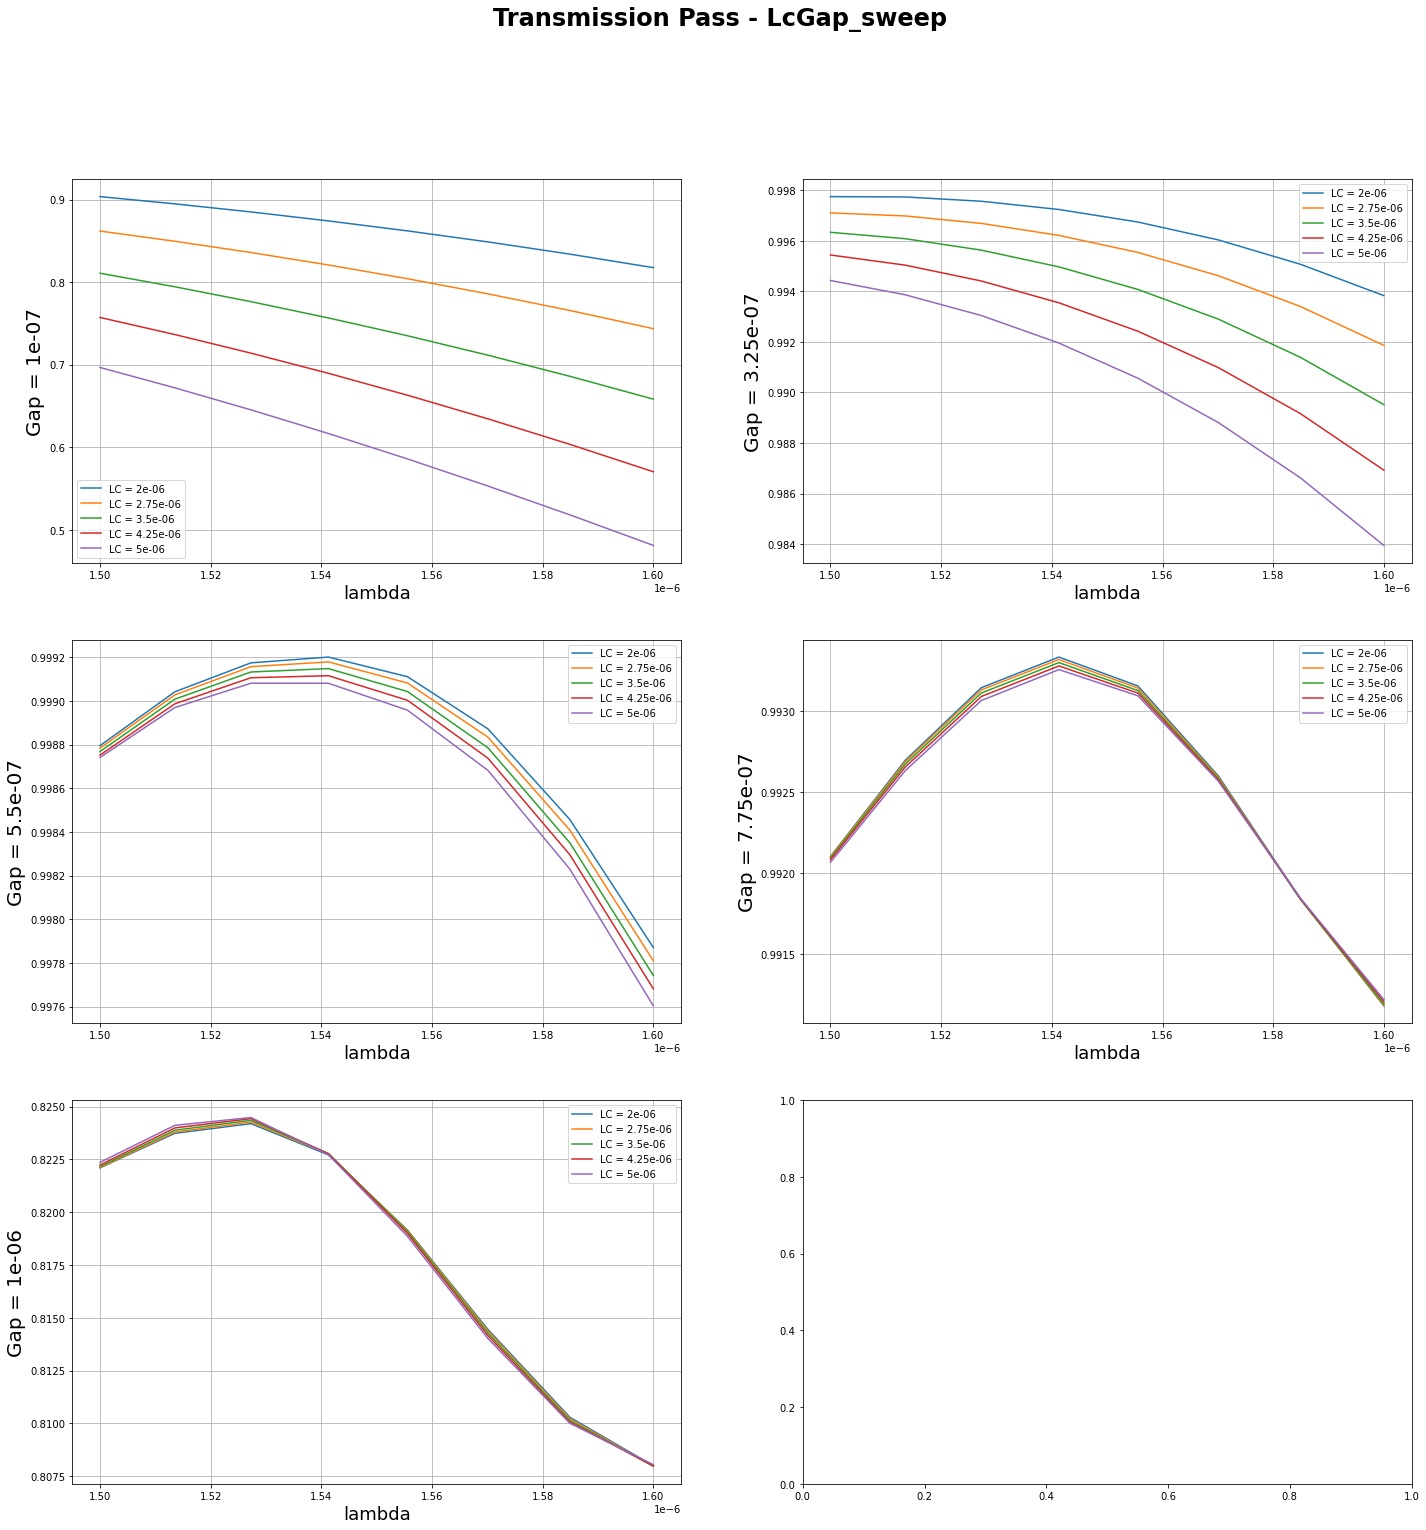 Transmission Pass - LcGap_sweep
Gap = 1e-07
0.9
0.8
0.7
0.6
0.5
LC = 2e-06
LC = 2.75e-06
LC = 3.5e-06
LC = 4.25e-06
LC = 5e-06
1.50 1.52 1.54 1.56 1.58 1.60
1e-6
lambda
Gap = 3.25e-07
0.998
0.996
0.994
0.992
0.990
0.988
0.986
0.984
LC = 2e-06
LC = 2.75e-06
LC = 3.5e-06
LC = 4.25e-06
LC = 5e-06
1.50 1.52 1.54 1.56 1.58 1.60
1e-6
lambda
Gap = 5.5e-07
0.9992
0.9990
0.9988
0.9986
0.9984
0.9982
0.9980
0.9978
0.9976
LC = 2e-06
LC = 2.75e-06
LC = 3.5e-06
LC = 4.25e-06
LC = 5e-06
1.50 1.52 1.54 1.56 1.58 1.60
1e-6
lambda
Gap = 7.75e-07
0.9930
0.9925
0.9920
0.9915
LC = 2e-06
LC = 2.75e-06
LC = 3.5e-06
LC = 4.25e-06
LC = 5e-06
1.50 1.52 1.54 1.56 1.58 1.60
1e-6
lambda
Gap = 1e-06
0.8250
0.8225
0.8200
0.8175
0.8150
0.8125
0.8100
0.8075
LC = 2e-06
LC = 2.75e-06
LC = 3.5e-06
LC = 4.25e-06
LC = 5e-06
1.50 1.52 1.54 1.56 1.58 1.60
1e-6
lambda
1.0
0.8
0.6
0.4
0.2
0.0
0.0 0.2 0.4 0.6 0.8 1.0